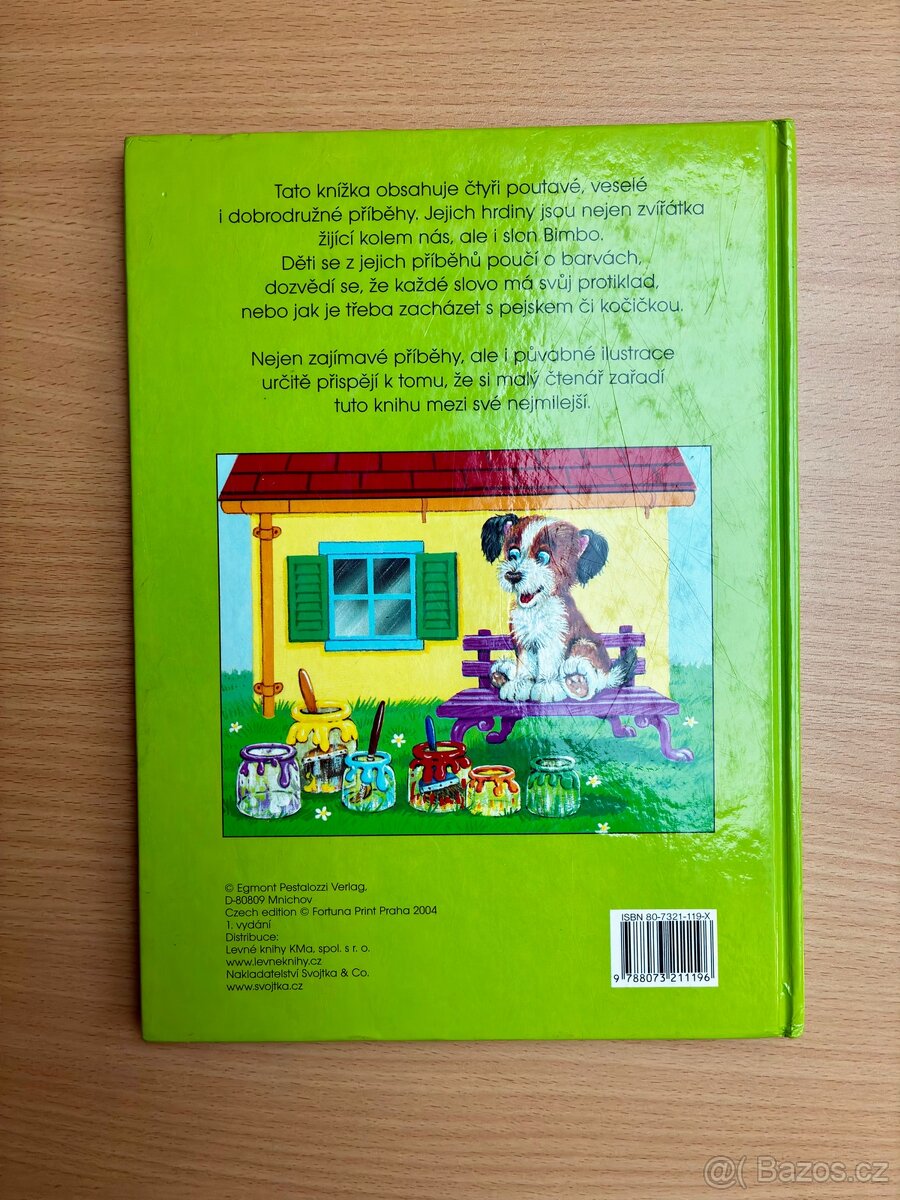 Tato knížka obsahuje čtyři poutavé, veselé
i dobrodružné příběhy. Jejich hrdiny jsou nejen zvířátka
žijící kolem nás, ale i slon Bimbo.
Děti se z jejich příběhů poučí o barvách,
dozvědí se, že každé slovo má svůj protiklad,
nebo jak je třeba zacházet s pejskem či kočičkou.
Nejen zajímavé příběhy, ale i půvabné ilustrace
určitě přispějí k tomu, že si malý čtenář zařadí
tuto knihu mezi své nejmilejší.
© Egmont Pestalozzi Verlag,
D-80809 Mnichov
Czech edition © Fortuna Print Praha 2004
1. vydání
Distribuce:
Levné knihy KMa, spol. s r. o.
www.levneknihy.cz
Nakladatelství Svojtka & Co.
www.svojtka.cz
ISBN 80-7321-119-X
9 788073 211196
@( Bazos.cz